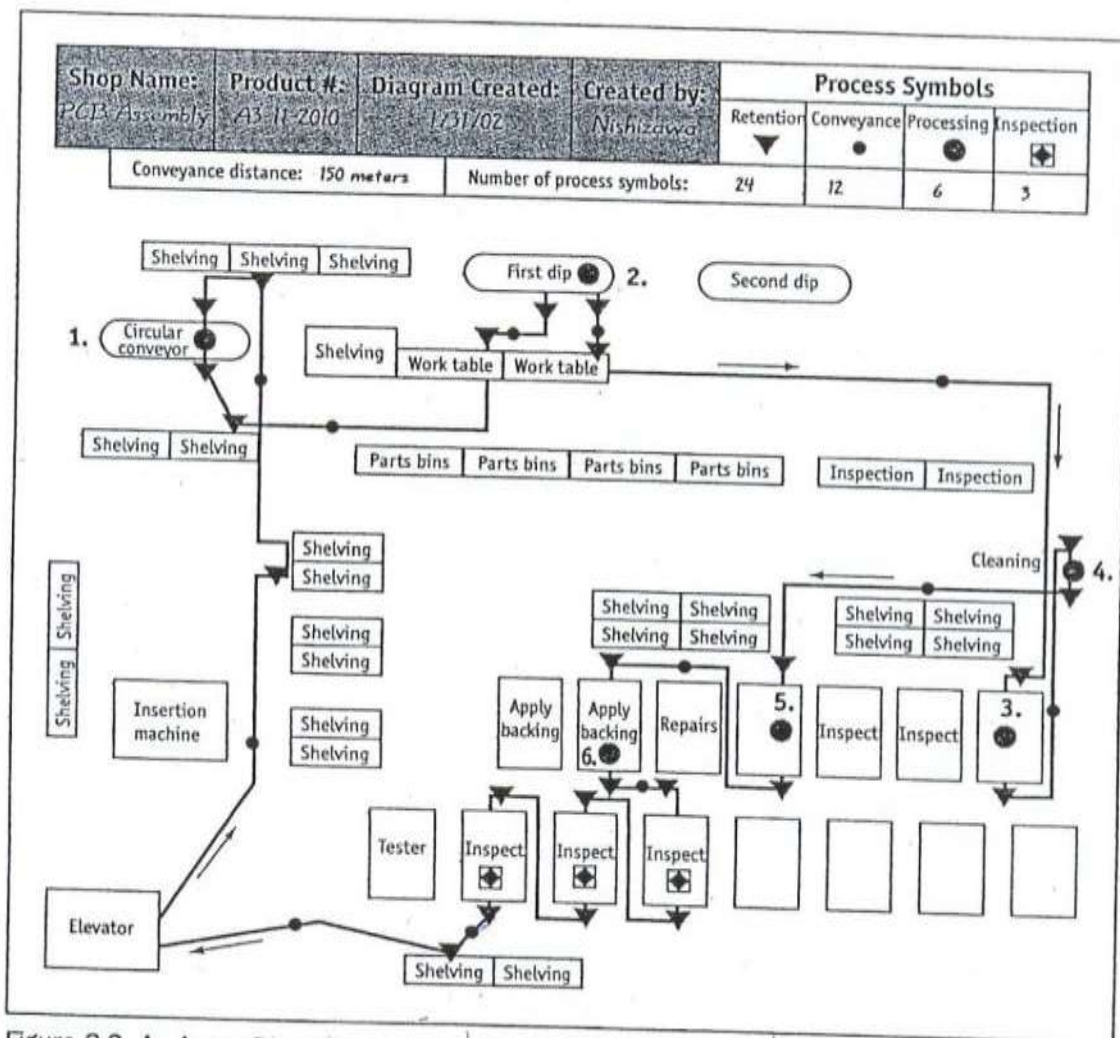 Shop Name: Product #: Diagram Created: Created by: Process Symbols
PCB Assembly A3-11-2010 1/31/02 Nishizawa
Retention Conveyance Processing Inspection
Conveyance distance: 150 meters Number of process symbols: 24 12 6 3
Shelving Shelving Shelving
First dip 2.
Second dip
1. Circular conveyor
Shelving Work table Work table
Shelving Shelving
Parts bins Parts bins Parts bins Parts bins
Inspection Inspection
Shelving
Shelving
Cleaning 4.
Shelving Shelving
Shelving Shelving
Shelving Shelving
Shelving Shelving
Shelving
Shelving
Shelving Shelving
Insertion machine
Shelving
Shelving
Apply backing
Apply backing 6.
Repairs
5.
Inspect
Inspect
3.
Tester
Inspect
Inspect
Inspect
Elevator
Shelving Shelving